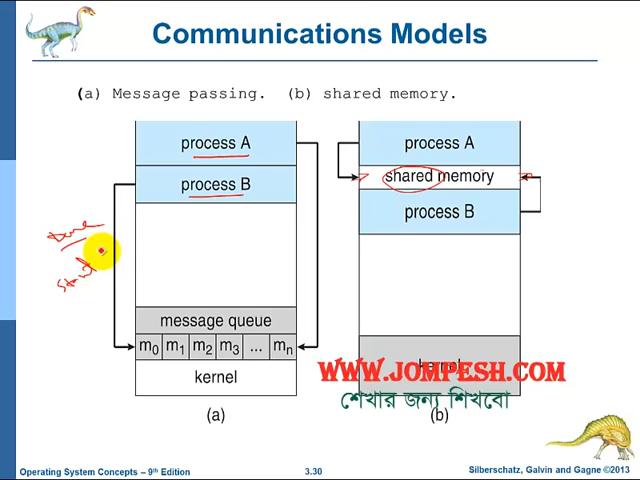 Communications Models
(a) Message passing.  (b) shared memory.
process A
process B
message queue
m0 m1 m2 m3 ... mn
kernel
(a)
process A
shared memory
process B
kernel
(b)
WWW.JOMPESH.COM
শেখার জন্য শিখবো
Operating System Concepts – 9th Edition
3.30
Silberschatz, Galvin and Gagne ©2013